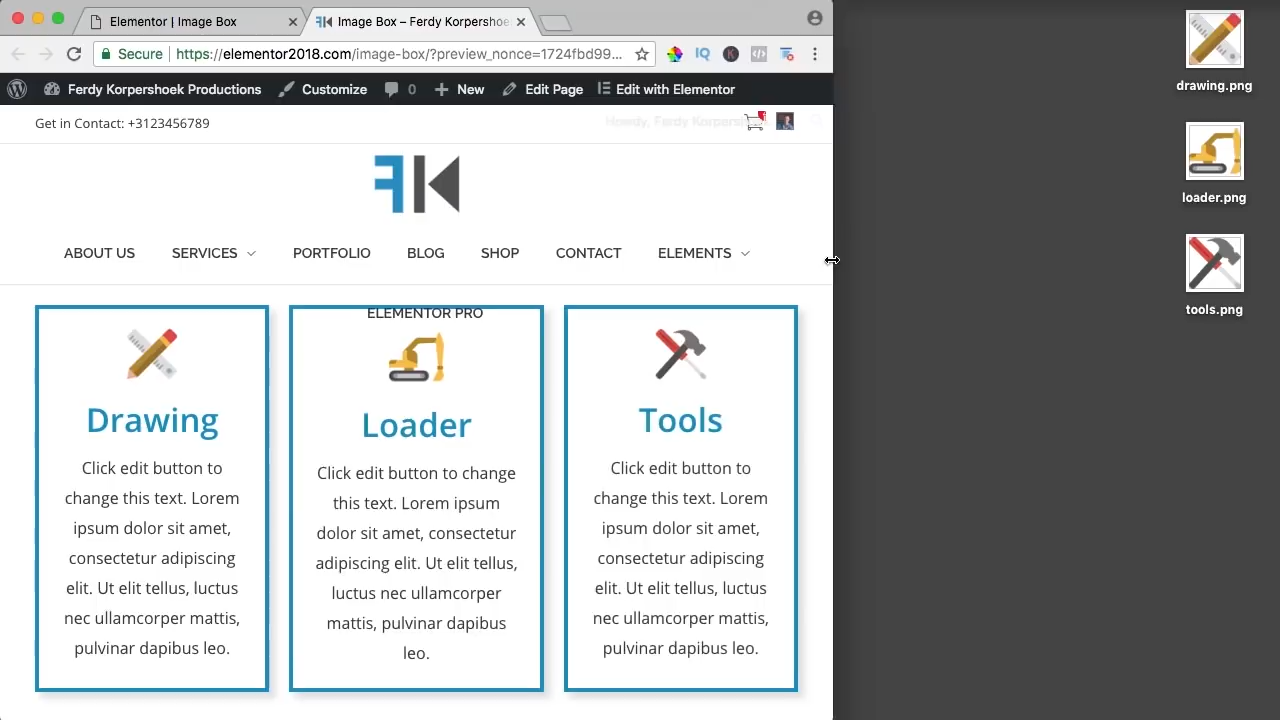 Elementor | Image Box
Image Box – Ferdy Korpershoe
Secure
https://elementor2018.com/image-box/?preview_nonce=1724fbd99...
Ferdy Korpershoek Productions
Customize
0
New
Edit Page
Edit with Elementor
Get in Contact: +3123456789
Howdy, Ferdy Korpersh
FK
ABOUT US
SERVICES
PORTFOLIO
BLOG
SHOP
CONTACT
ELEMENTS
ELEMENTOR PRO
Drawing
Click edit button to
change this text. Lorem
ipsum dolor sit amet,
consectetur adipiscing
elit. Ut elit tellus, luctus
nec ullamcorper mattis,
pulvinar dapibus leo.
Loader
Click edit button to change
this text. Lorem ipsum
dolor sit amet, consectetur
adipiscing elit. Ut elit tellus,
luctus nec ullamcorper
mattis, pulvinar dapibus
leo.
Tools
Click edit button to
change this text. Lorem
ipsum dolor sit amet,
consectetur adipiscing
elit. Ut elit tellus, luctus
nec ullamcorper mattis,
pulvinar dapibus leo.
drawing.png
loader.png
tools.png